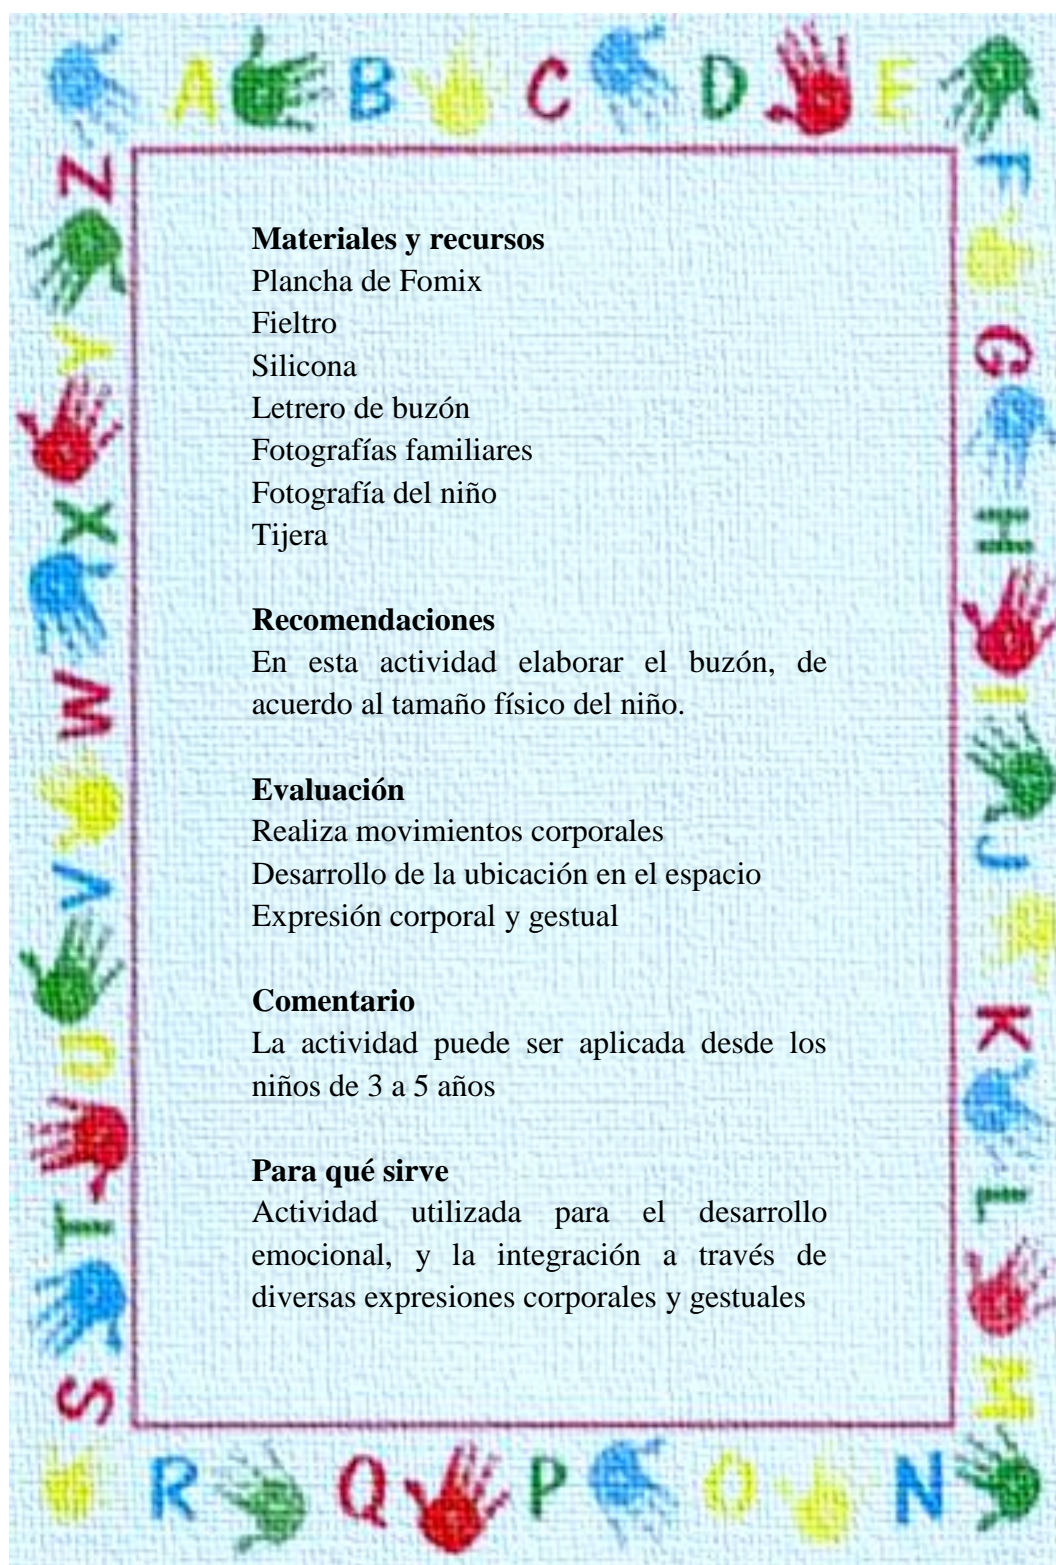 A B C D E
Z F
Materiales y recursos
Plancha de Fomix
Fieltro
Y
Silicona
G
Letrero de buzón
Fotografías familiares
Fotografía del niño
X
Tijera
H
Recomendaciones
En esta actividad elaborar el buzón, de
W
acuerdo al tamaño físico del niño.
I
Evaluación
Realiza movimientos corporales
J
Desarrollo de la ubicación en el espacio
V
Expresión corporal y gestual
Comentario
K
La actividad puede ser aplicada desde los
U
niños de 3 a 5 años
Para qué sirve
L
Actividad utilizada para el desarrollo
T
emocional, y la integración a través de
diversas expresiones corporales y gestuales
S M
R Q P O N